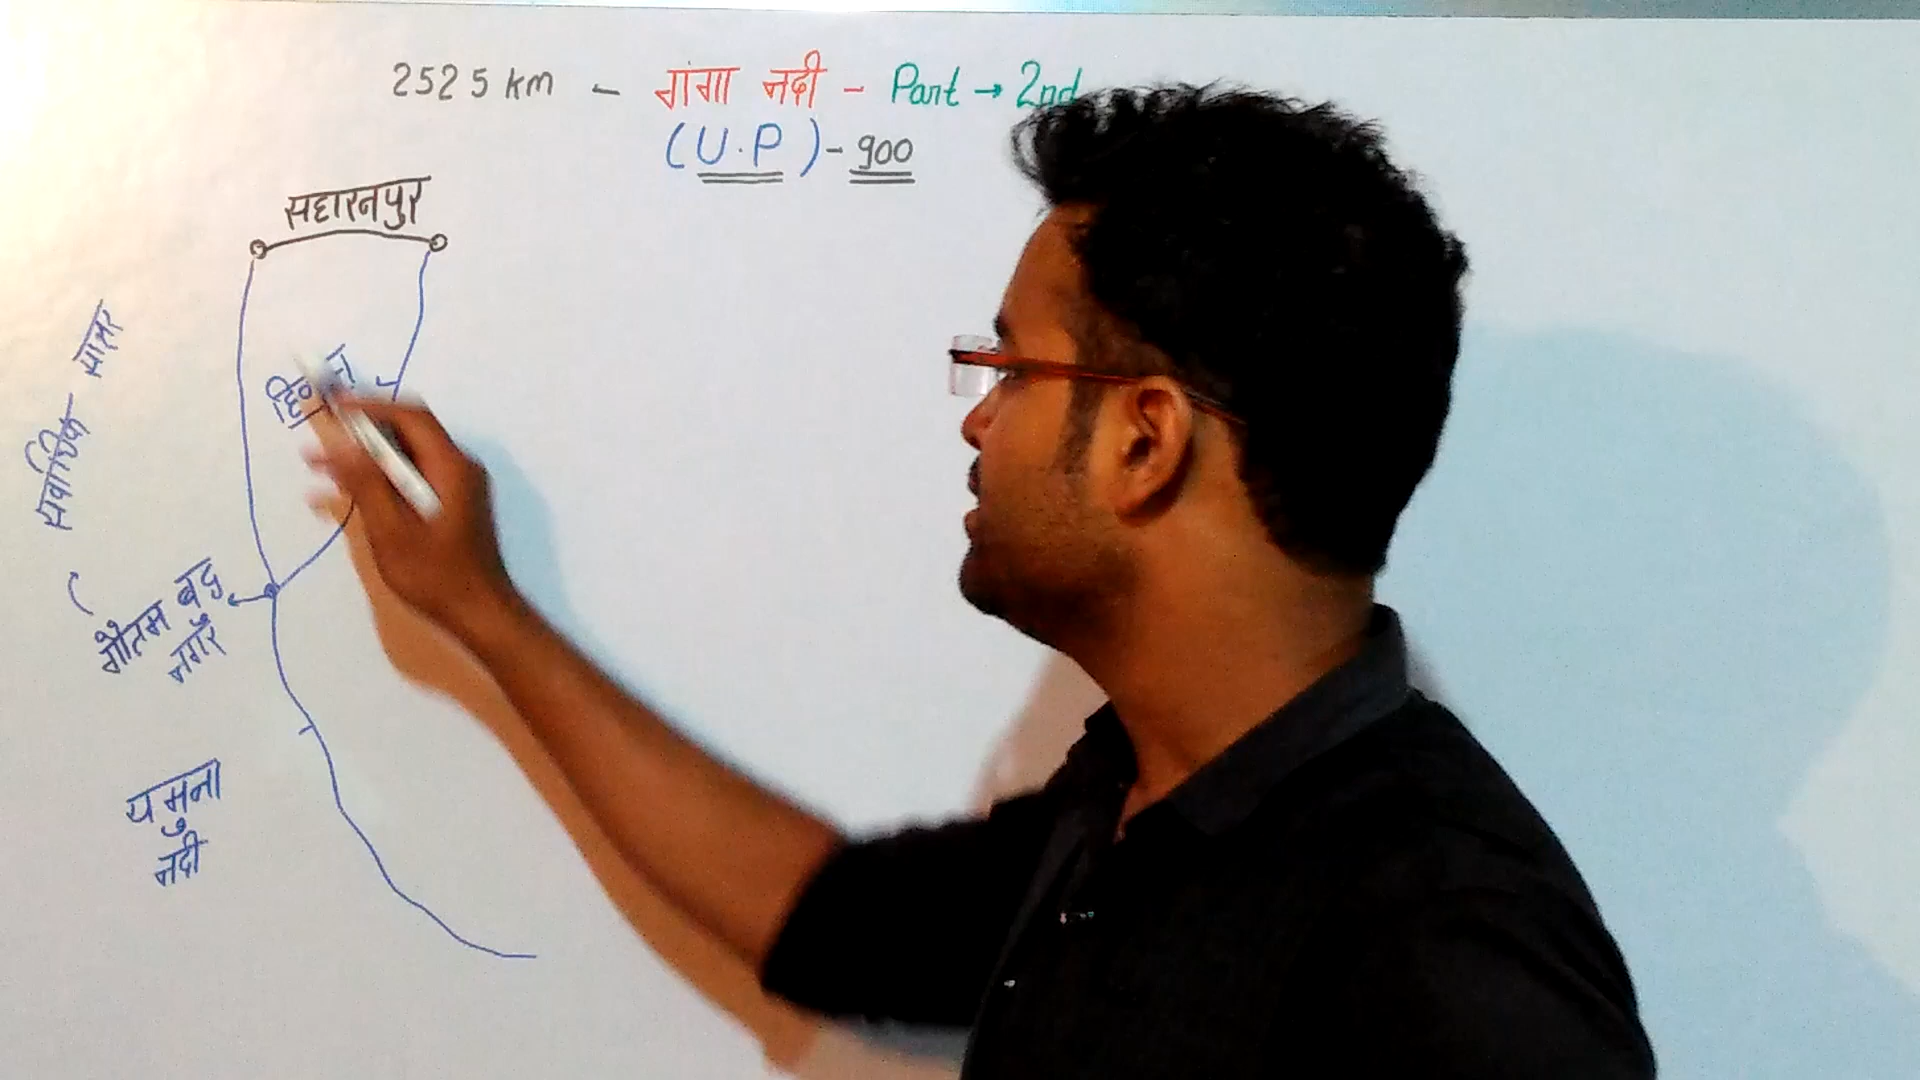 2525 km - गंगा नदी - Part → 2nd
(U.P) - 900
सहारनपुर
सर्वाधिक
गौतम बुद्ध
नगर
यमुना
नदी